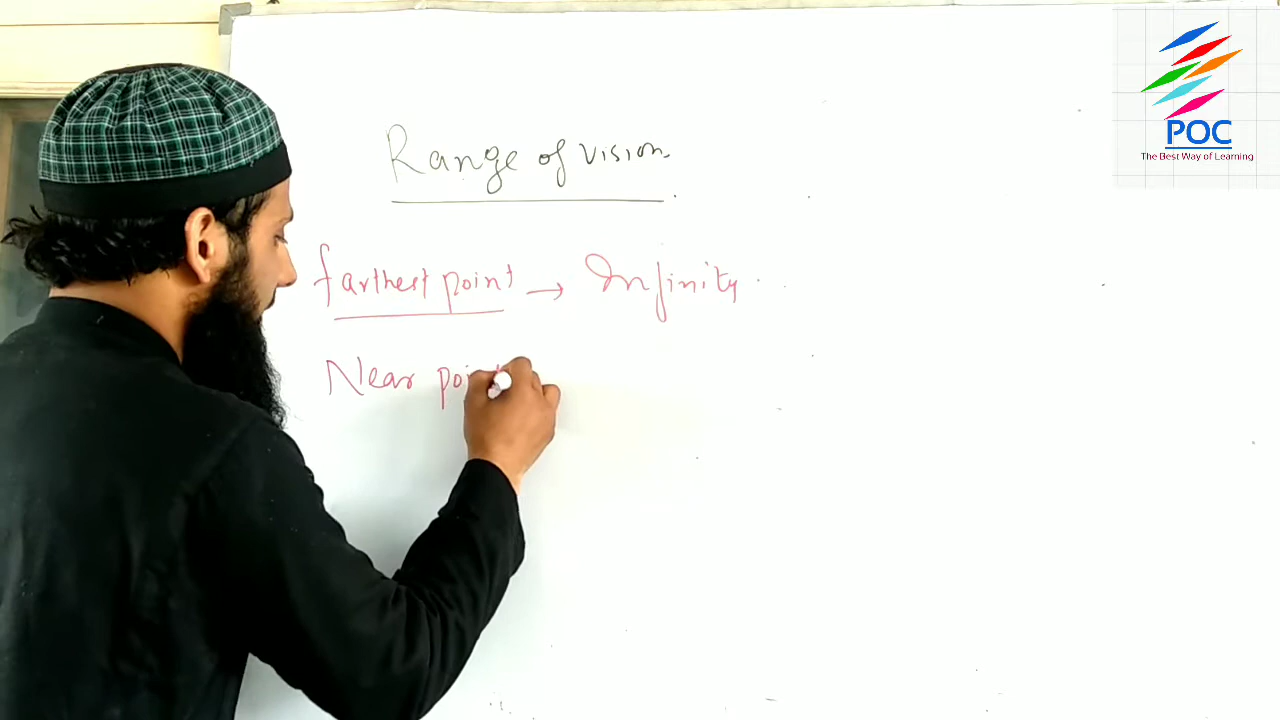 POC
The Best Way of Learning
Range of vision.
farthest point → Infinity.
Near point